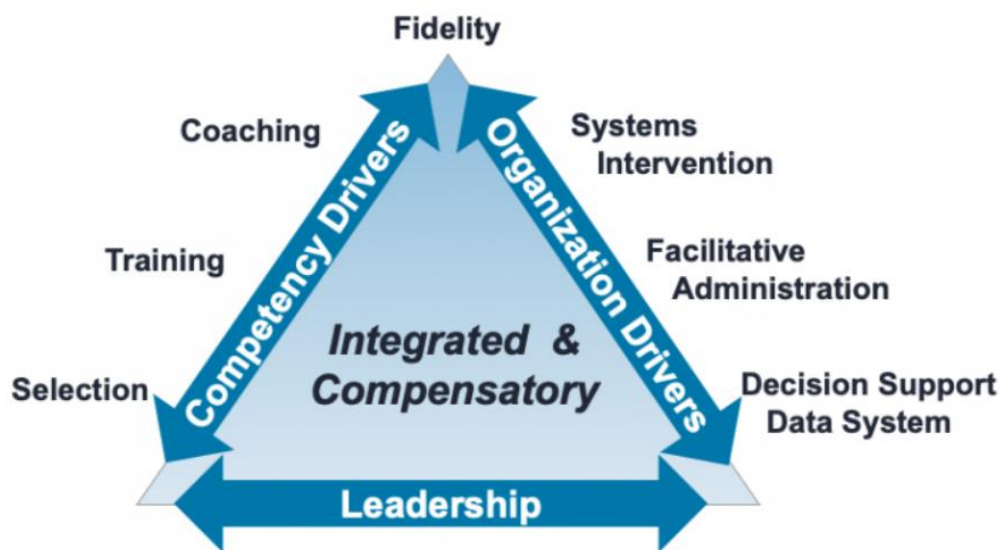 Fidelity
Coaching
Training
Selection
Competency Drivers
Organization Drivers
Systems
Intervention
Facilitative
Administration
Decision Support
Data System
Integrated &
Compensatory
Leadership